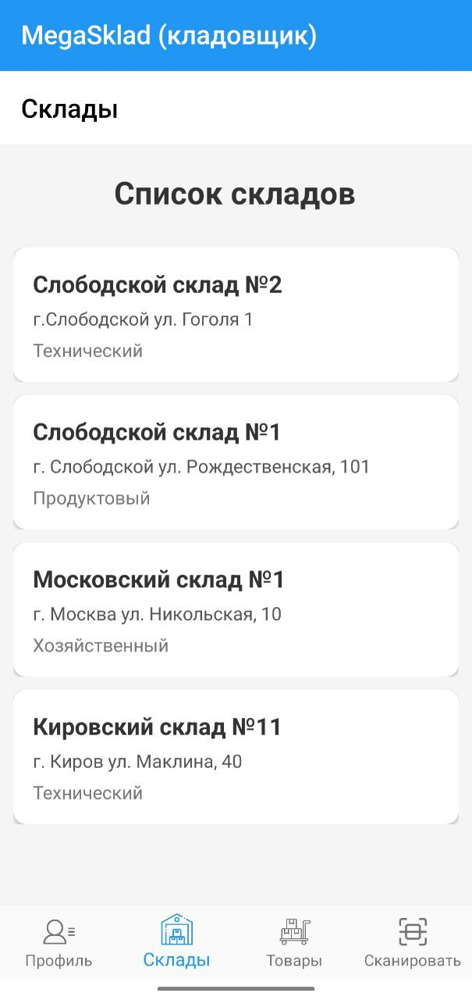 MegaSklad (кладовщик)
Склады
Список складов
Слободской склад №2
г.Слободской ул. Гоголя 1
Технический
Слободской склад №1
г. Слободской ул. Рождественская, 101
Продуктовый
Московский склад №1
г. Москва ул. Никольская, 10
Хозяйственный
Кировский склад №11
г. Киров ул. Маклина, 40
Технический
Профиль
Склады
Товары
Сканировать